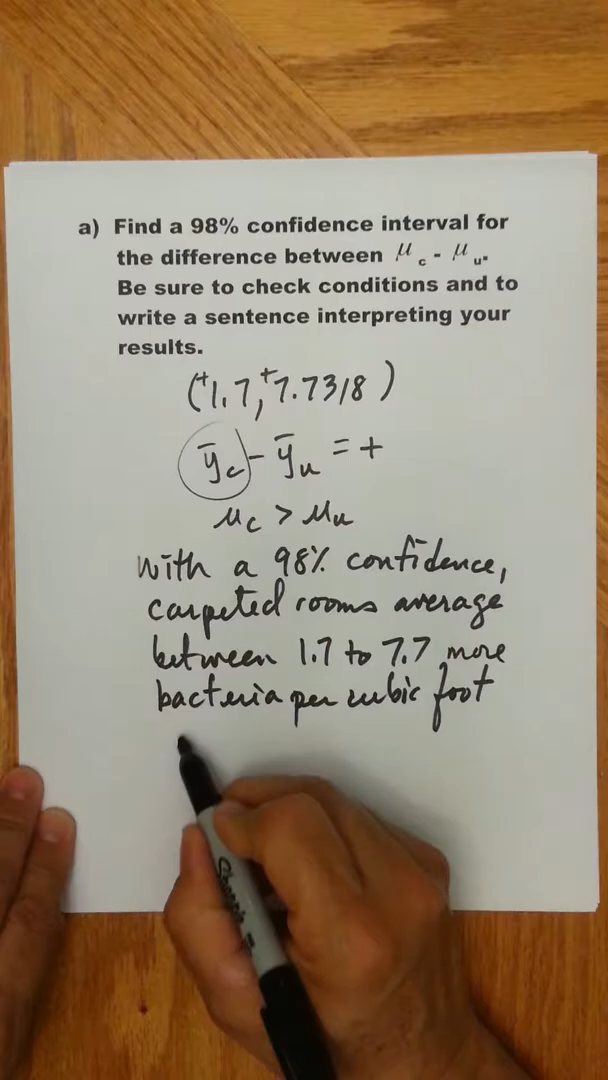 a) Find a 98% confidence interval for
the difference between μc - μu.
Be sure to check conditions and to
write a sentence interpreting your
results.
(+1.7,+7.7318)
ȳc - ȳu = +
μc > μu
with a 98% confidence,
carpeted rooms average
between 1.7 to 7.7 more
bacteria per cubic foot
Sharpie